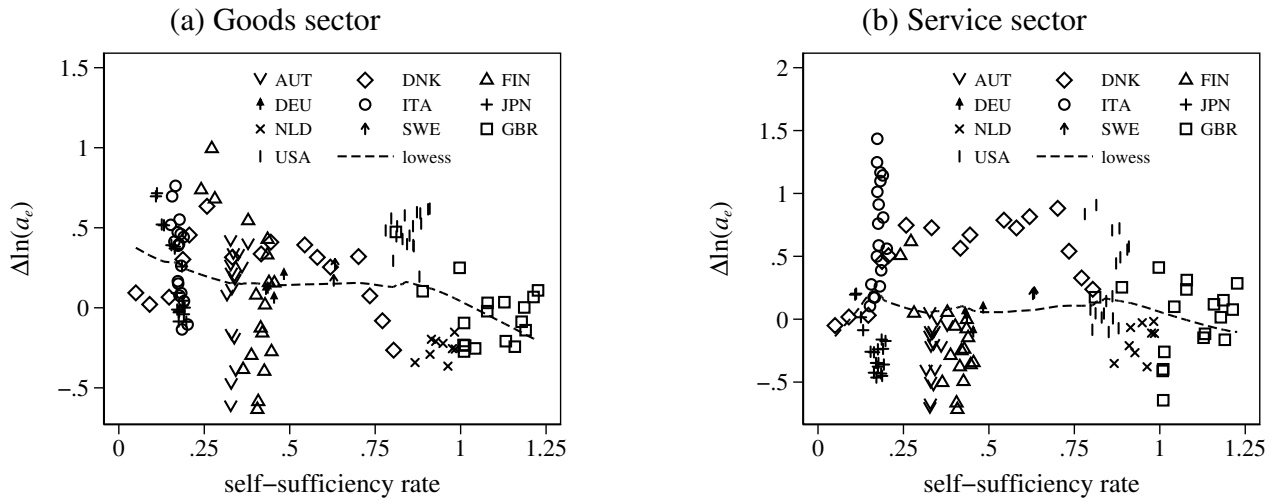 (a) Goods sector
1.5
1
.5
0
−.5
Δln(aₑ)
AUT DNK FIN
DEU ITA JPN
NLD SWE GBR
USA lowess
0 .25 .5 .75 1 1.25
self−sufficiency rate
(b) Service sector
2
1.5
1
.5
0
−.5
Δln(aₑ)
AUT DNK FIN
DEU ITA JPN
NLD SWE GBR
USA lowess
0 .25 .5 .75 1 1.25
self−sufficiency rate